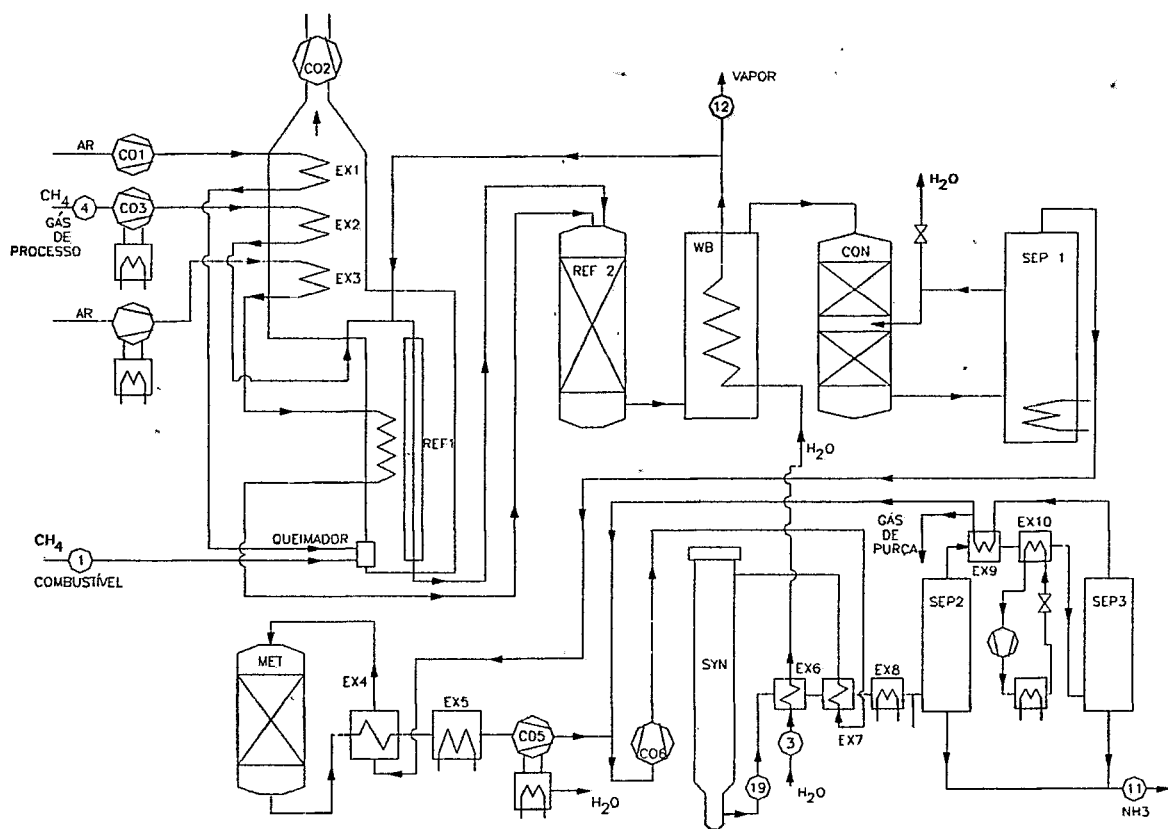 CO2
VAPOR
12
AR
CO1
EX1
H2O
CH4
4
CO3
GÁS
DE
PROCESSO
EX2
WB
CON
SEP 1
REF 2
EX3
AR
REF1
H2O
QUEIMADOR
CH4
1
COMBUSTÍVEL
GÁS
DE
PURÇA
EX10
EX9
MET
SEP2
SEP3
EX4
EX5
SYN
EX6
EX8
CO5
CO6
3
EX7
19
H2O
H2O
11
NH3